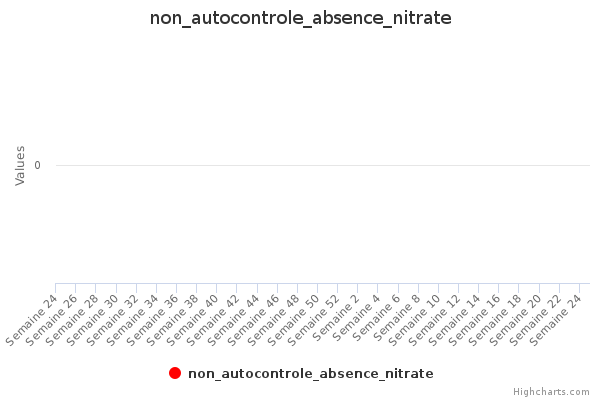 non_autocontrole_absence_nitrate
Values
0
Semaine 24
Semaine 26
Semaine 28
Semaine 30
Semaine 32
Semaine 34
Semaine 36
Semaine 38
Semaine 40
Semaine 42
Semaine 44
Semaine 46
Semaine 48
Semaine 50
Semaine 52
Semaine 2
Semaine 4
Semaine 6
Semaine 8
Semaine 10
Semaine 12
Semaine 14
Semaine 16
Semaine 18
Semaine 20
Semaine 22
Semaine 24
non_autocontrole_absence_nitrate
Highcharts.com